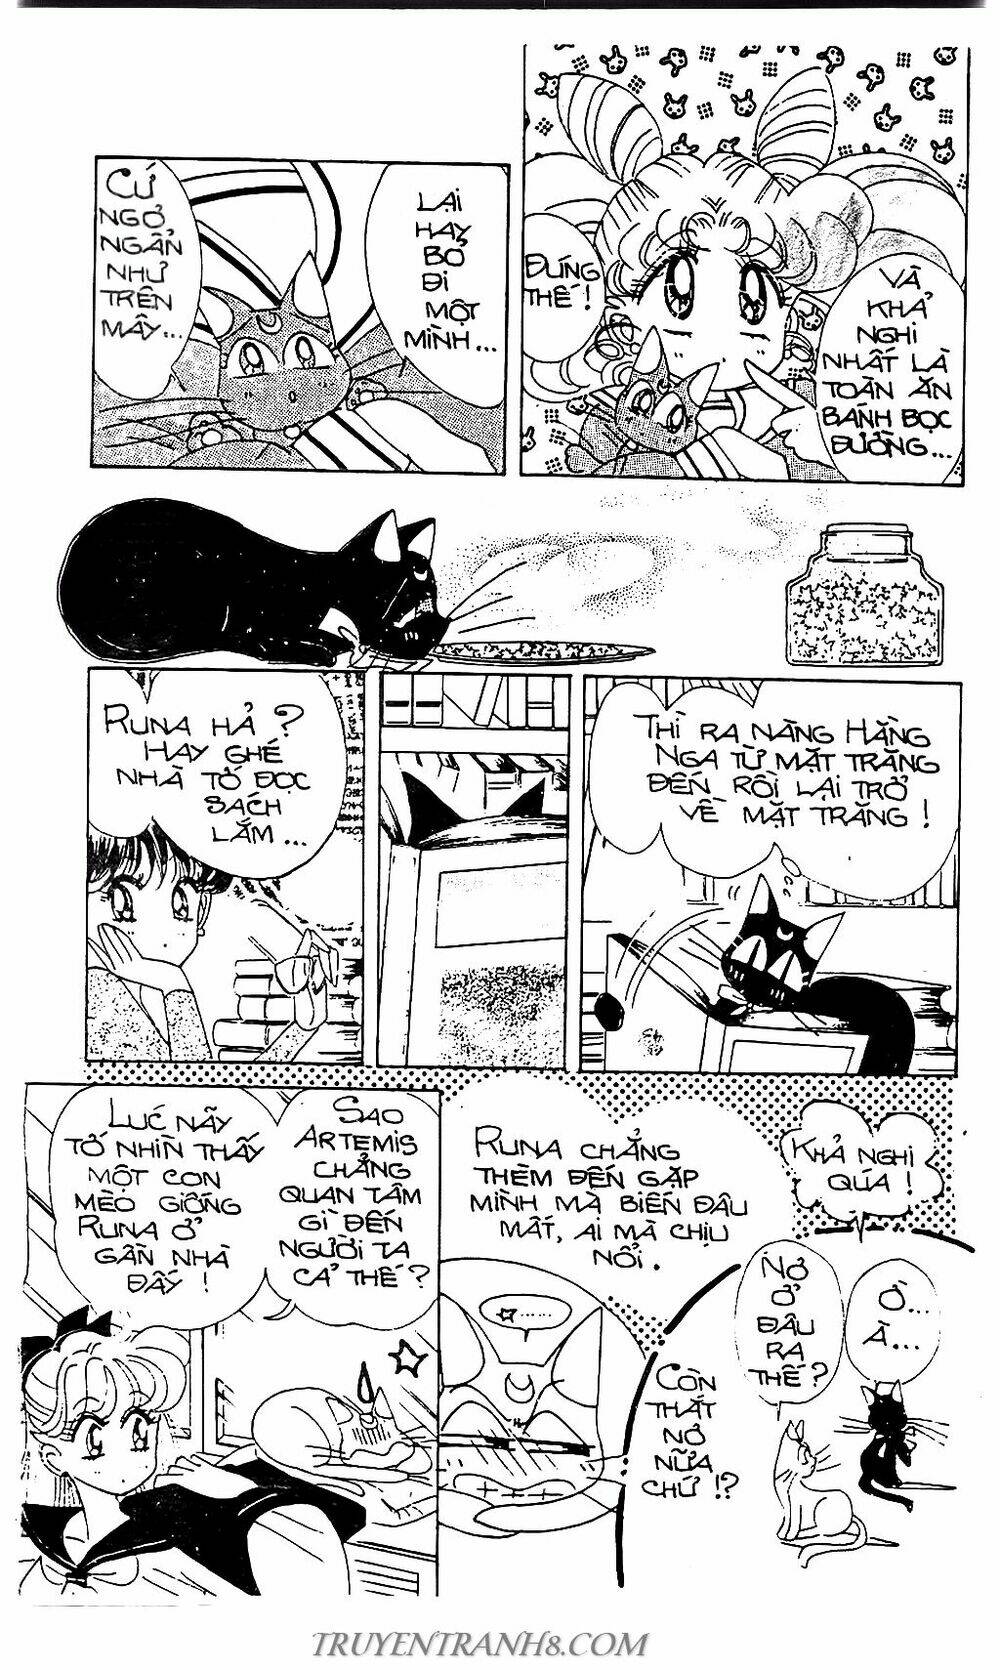 ĐÚNG
THẾ!
VÀ
KHẢ
NGHI
NHẤT LÀ
TOÀN ĂN
BÁNH BỌC
ĐƯỜNG...
CỨ
NGƠ
NGẨN
NHƯ
TRÊN
MÂY...
LẠI
HAY
BỎ
ĐI
MỘT
MÌNH...
RUNA HẢ?
HAY GHÉ
NHÀ TỚ ĐỌC
SÁCH
LẮM...
THÌ RA NÀNG HẰNG
NGA TỪ MẶT TRĂNG
ĐẾN RỒI LẠI TRỞ
VỀ MẶT TRĂNG!
LÚC NÃY
TỚ NHÌN THẤY
MỘT CON
MÈO GIỐNG
RUNA Ở
GẦN NHÀ
ĐẤY!
SAO
ARTEMIS
CHẲNG
QUAN TÂM
GÌ ĐẾN
NGƯỜI TA
CẢ THẾ?
RUNA CHẲNG
THÈM ĐẾN GẶP
MÌNH MÀ BIẾN ĐÂU
MẤT, AI MÀ CHỊU
NỔI.
KHẢ NGHI
QÚA!
NƠ
Ở
ĐÂU
RA
THẾ?
Ồ...
À...
CÒN
THẮT
NƠ
NỮA
CHỨ!?
TRUYENTRANH8.COM